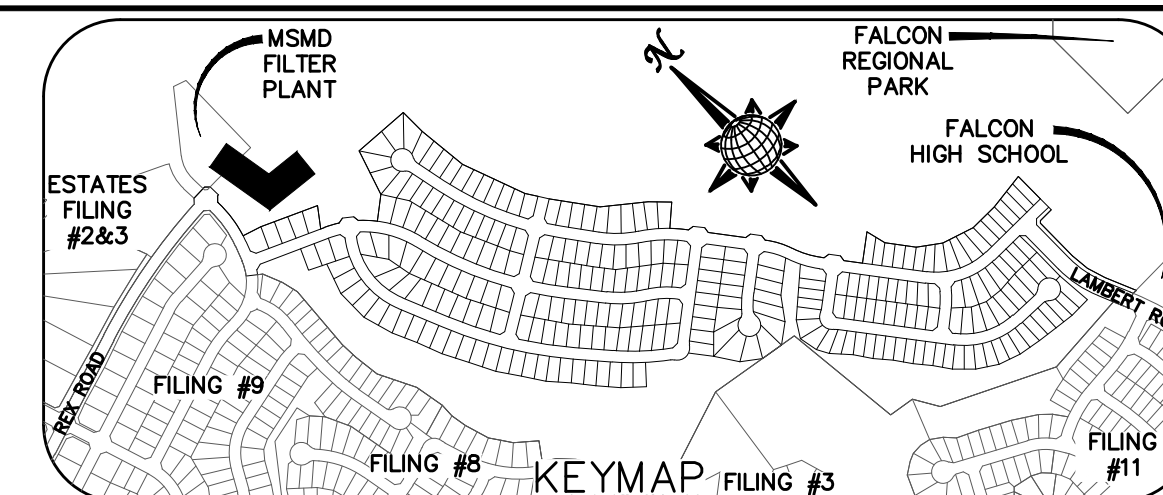 MSMD
FILTER
PLANT
N
FALCON
REGIONAL
PARK
FALCON
HIGH SCHOOL
ESTATES
FILING
#2&3
LAMBERT
REX ROAD
FILING #9
FILING #8
KEYMAP
FILING #3
FILING
#11